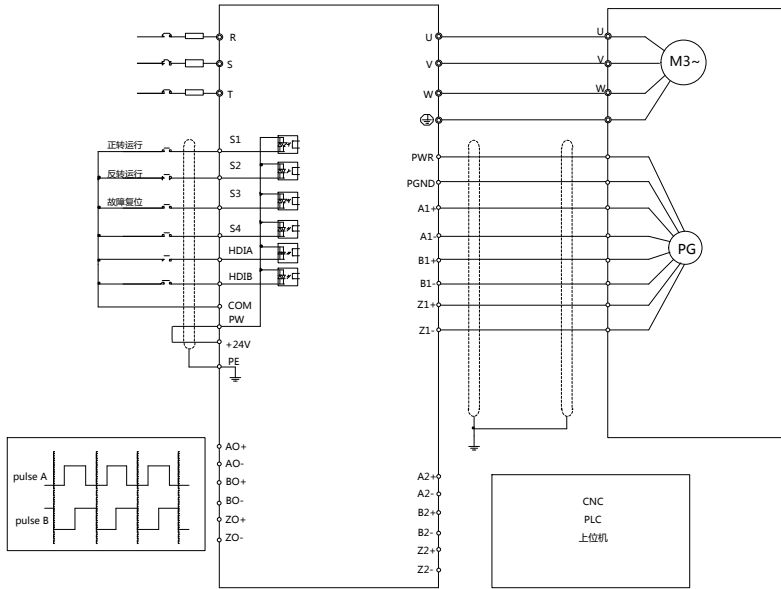 R
S
T
正转运行
S1
反转运行
S2
故障复位
S3
S4
HDIA
HDIB
COM
PW
+24V
PE
AO+
AO-
BO+
BO-
ZO+
ZO-
pulse A
pulse B
U
V
W
PWR
PGND
A1+
A1-
B1+
B1-
Z1+
Z1-
A2+
A2-
B2+
B2-
Z2+
Z2-
U
V
W
M3~
PG
CNC
PLC
上位机